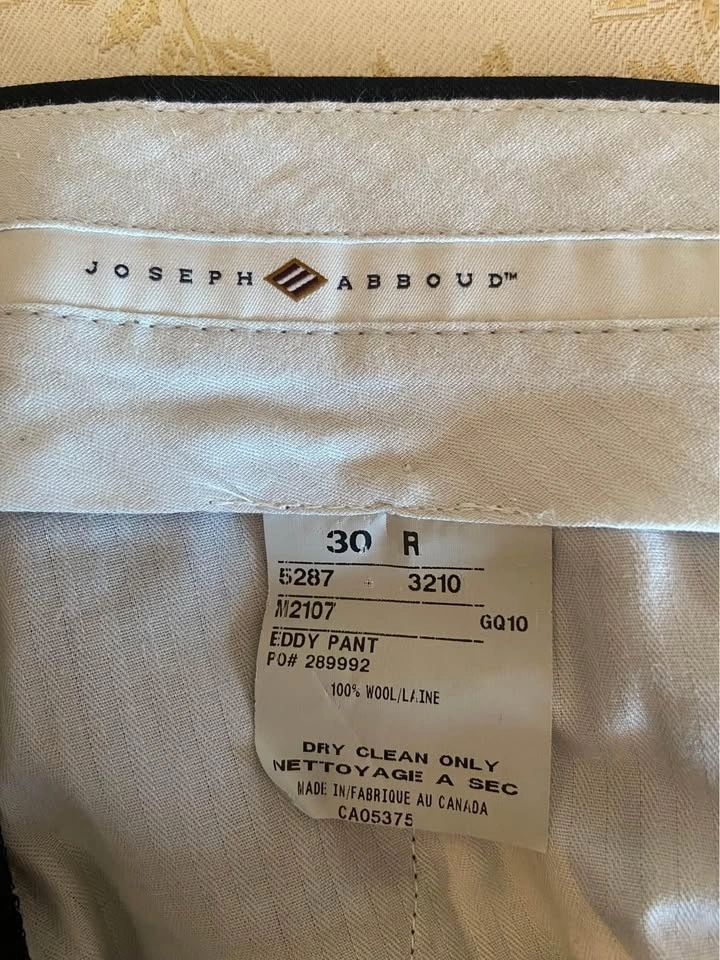 JOSEPH ABBOUD™
30 R
5287 3210
M2107 GQ10
EDDY PANT
PO# 289992
100% WOOL/LAINE
DRY CLEAN ONLY
NETTOYAGE A SEC
MADE IN/FABRIQUE AU CANADA
CA05375